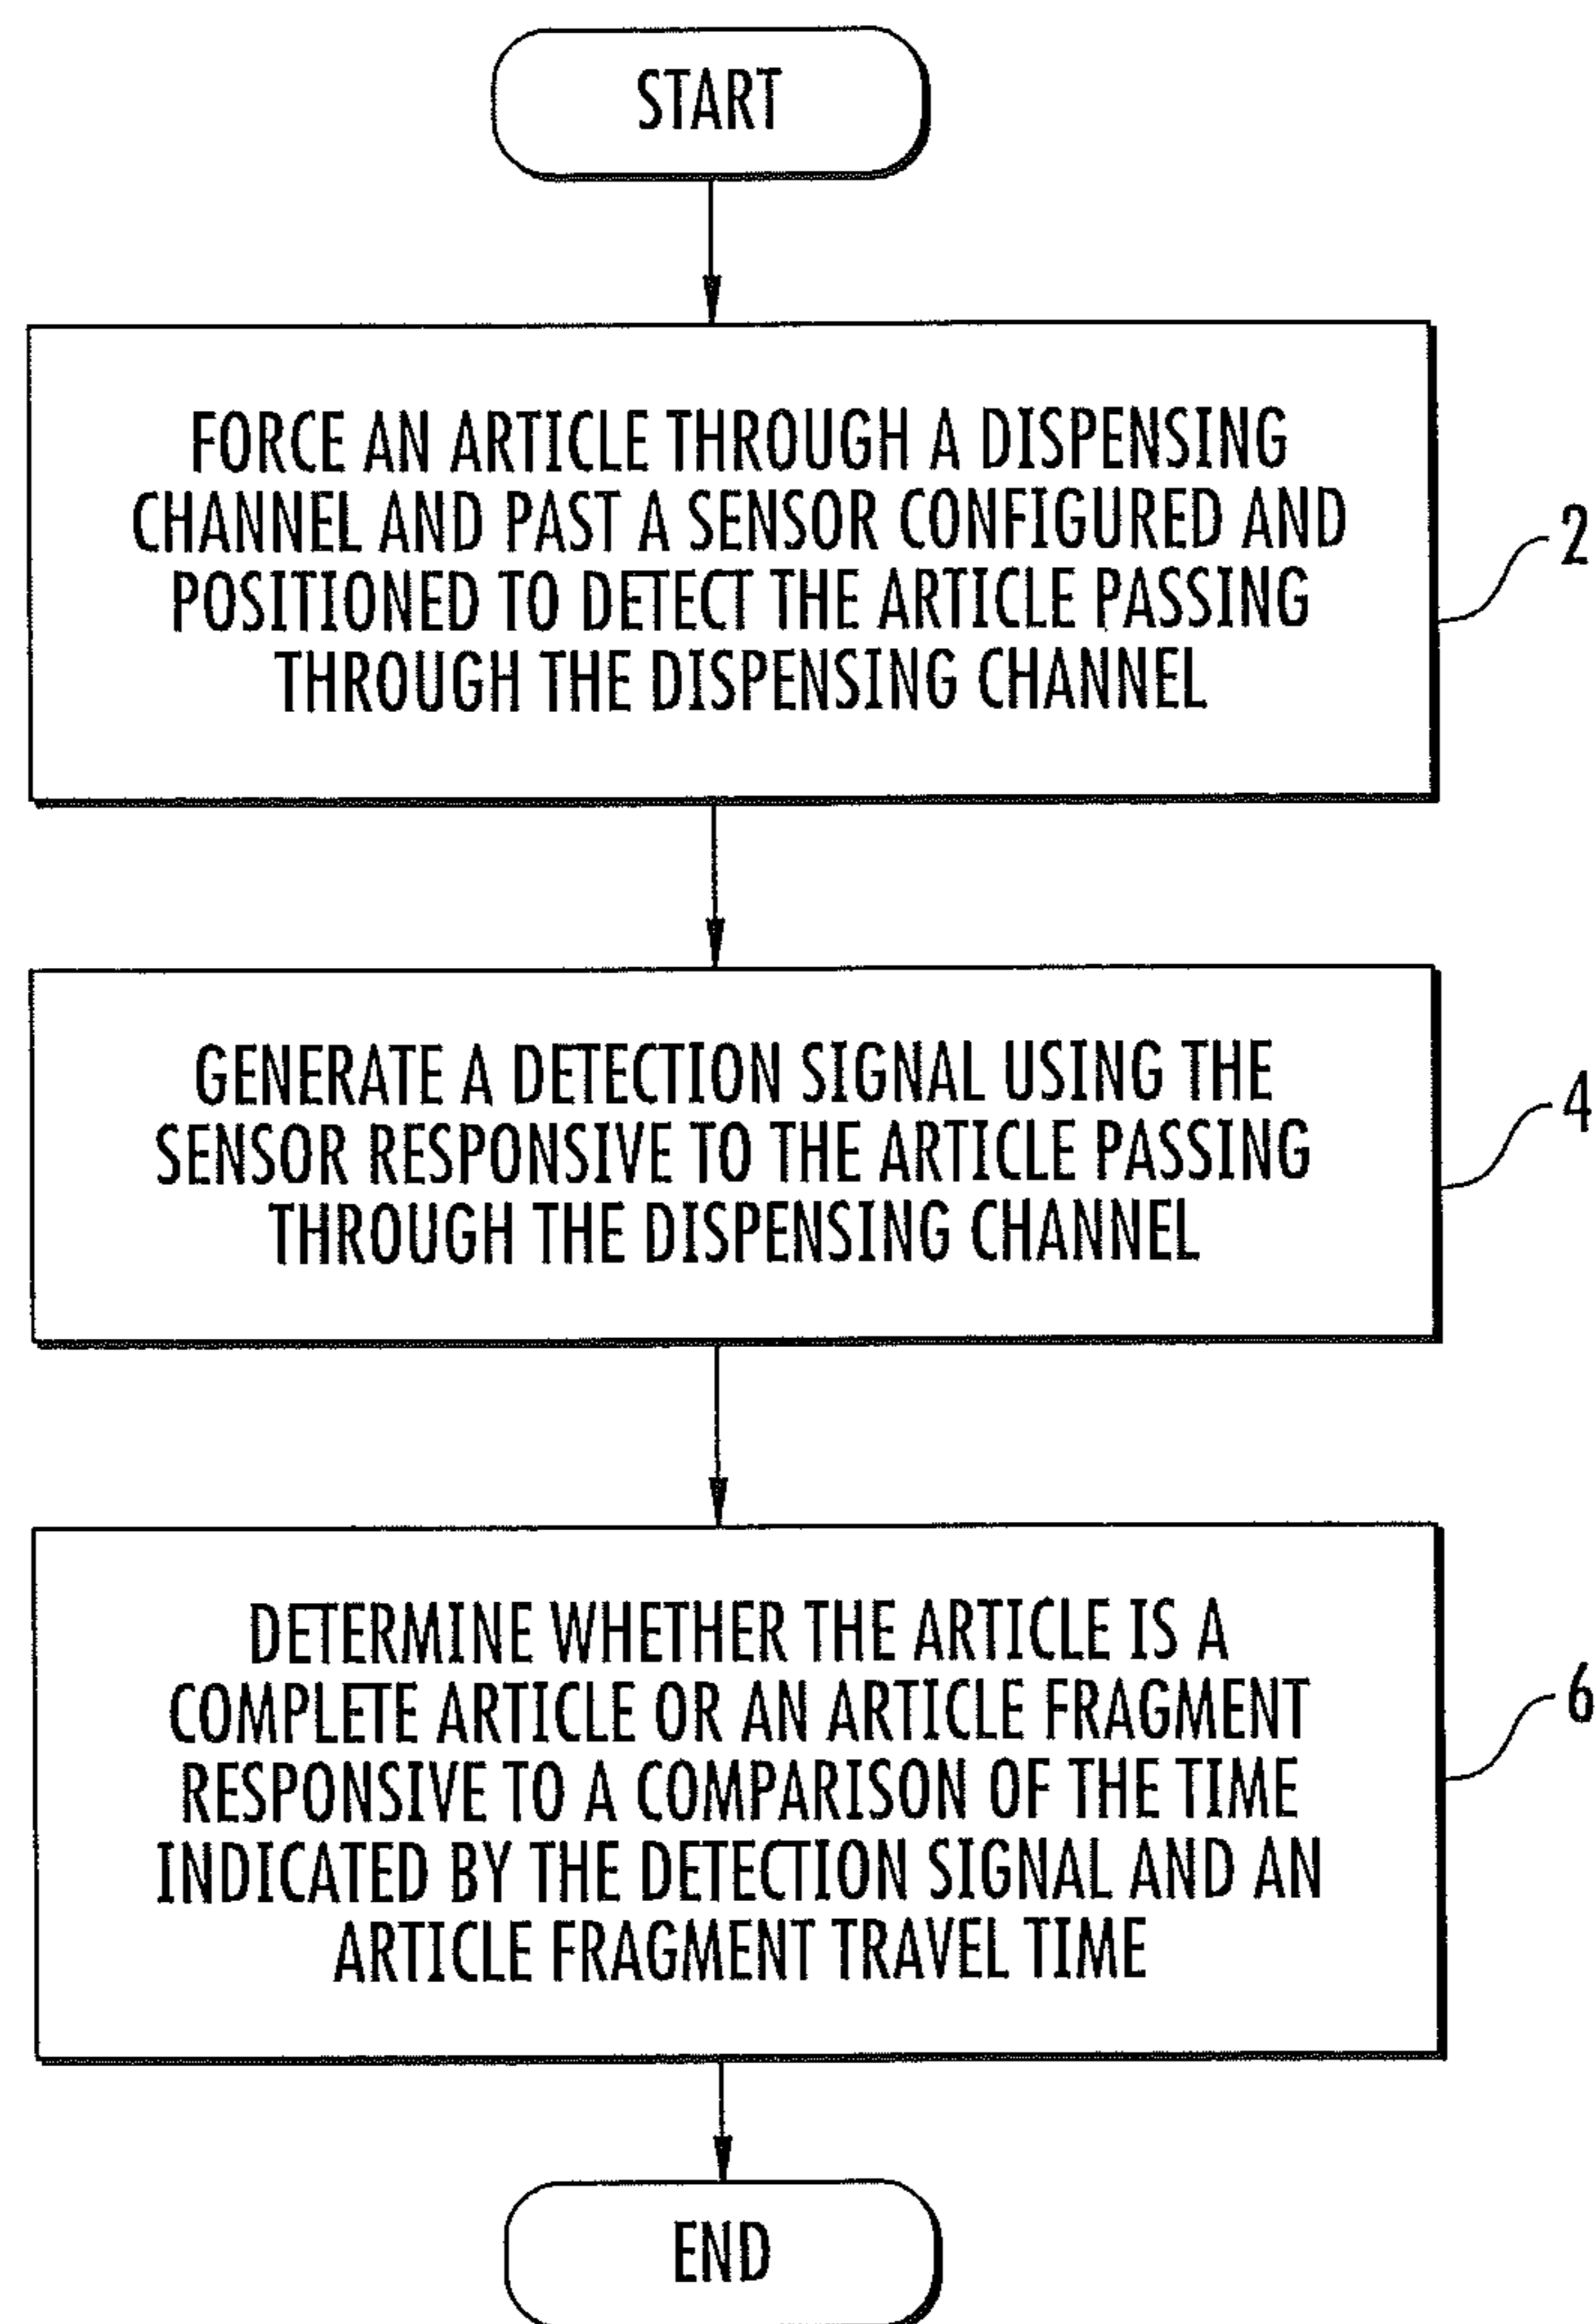 START
FORCE AN ARTICLE THROUGH A DISPENSING
CHANNEL AND PAST A SENSOR CONFIGURED AND
POSITIONED TO DETECT THE ARTICLE PASSING
THROUGH THE DISPENSING CHANNEL
2
GENERATE A DETECTION SIGNAL USING THE
SENSOR RESPONSIVE TO THE ARTICLE PASSING
THROUGH THE DISPENSING CHANNEL
4
DETERMINE WHETHER THE ARTICLE IS A
COMPLETE ARTICLE OR AN ARTICLE FRAGMENT
RESPONSIVE TO A COMPARISON OF THE TIME
INDICATED BY THE DETECTION SIGNAL AND AN
ARTICLE FRAGMENT TRAVEL TIME
6
END